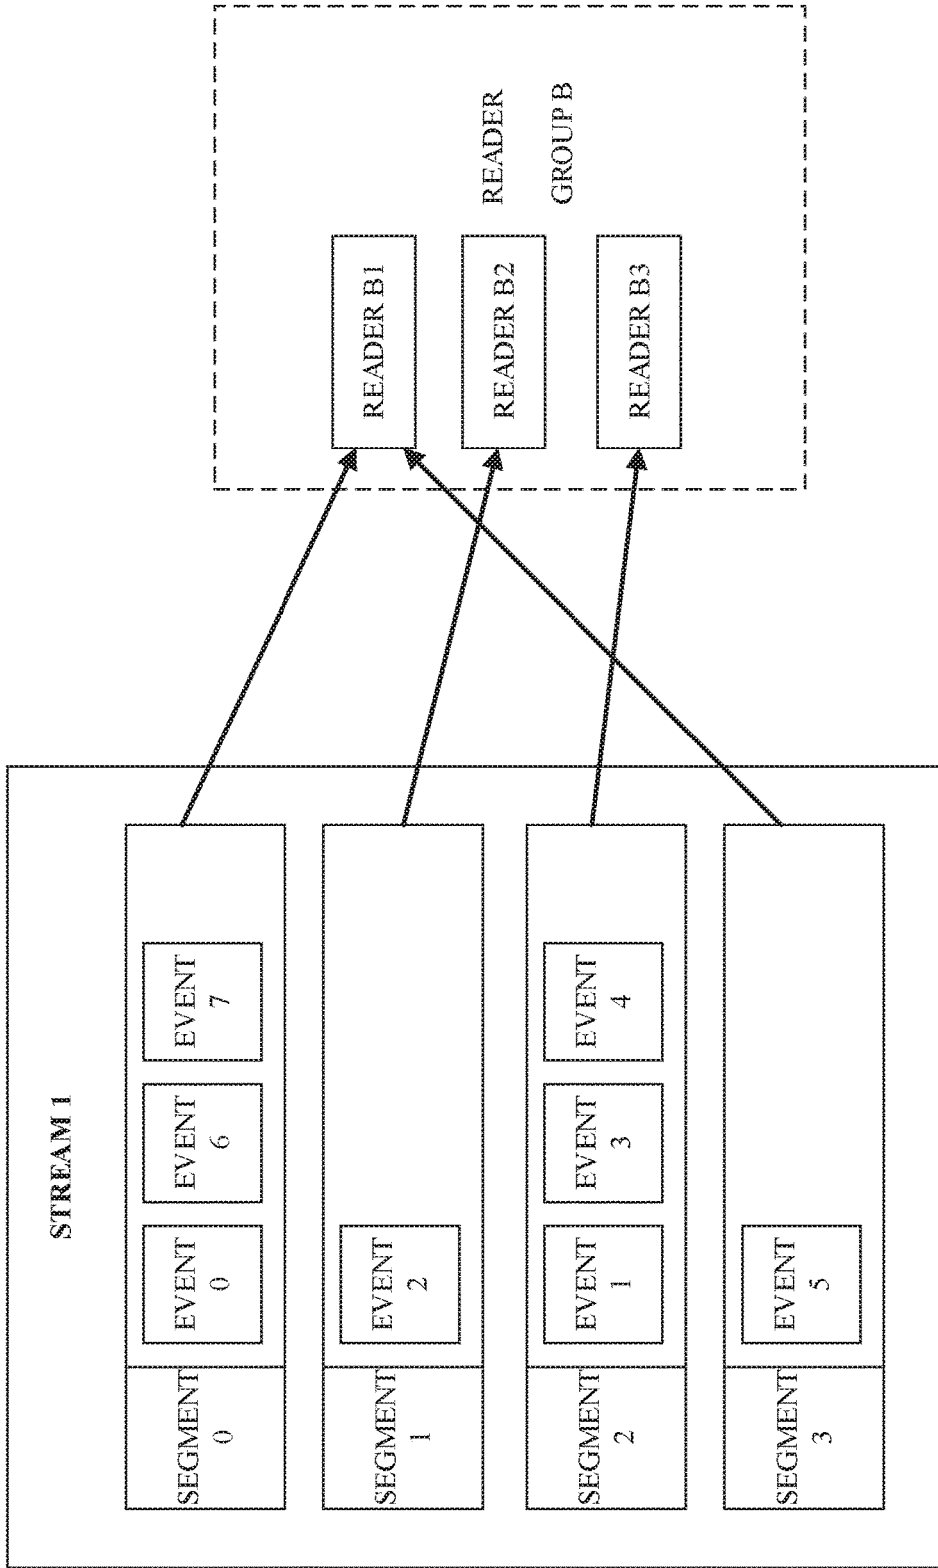 STREAM 1
SEGMENT
0
EVENT
0
EVENT
6
EVENT
7
SEGMENT
1
EVENT
2
SEGMENT
2
EVENT
1
EVENT
3
EVENT
4
SEGMENT
3
EVENT
5
READER B1
READER B2
READER B3
READER
GROUP B